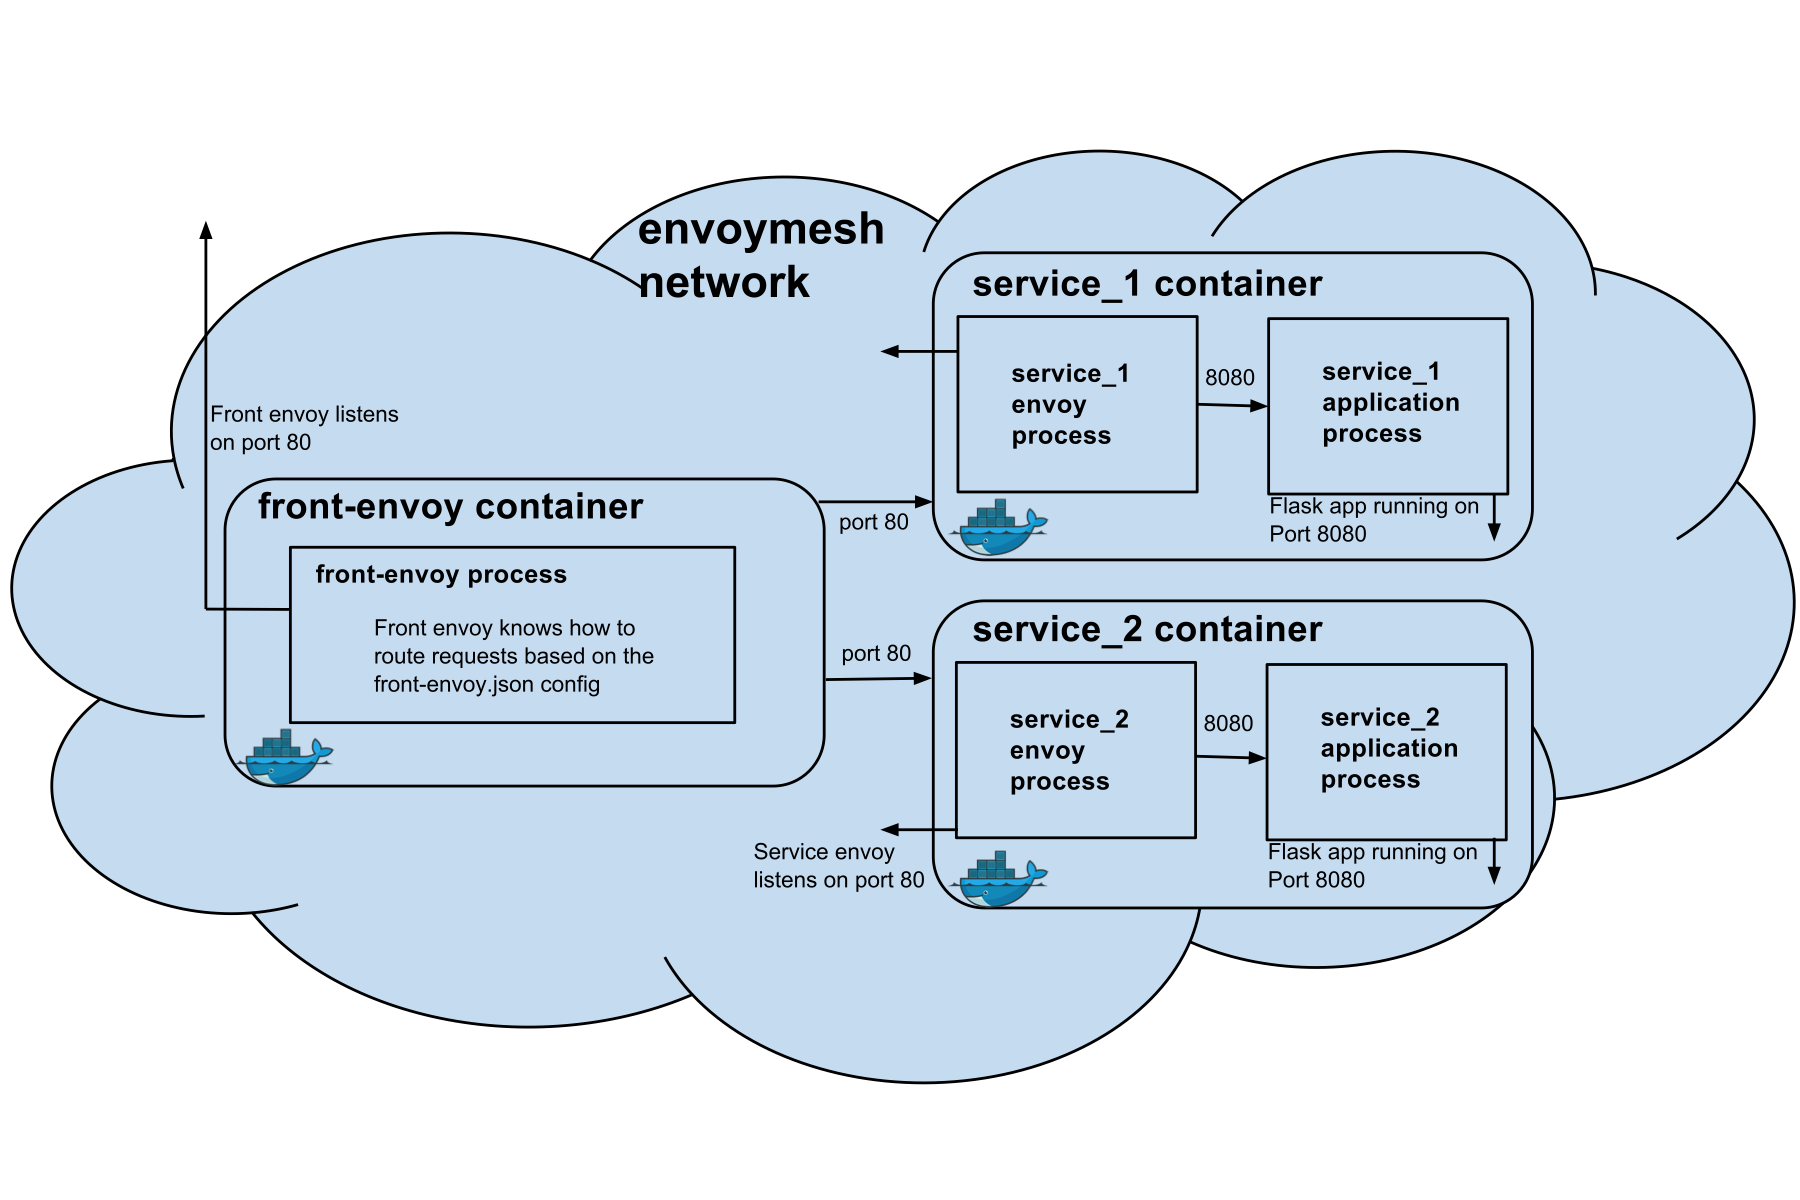 envoymesh
network
service_1 container
service_1
envoy
process
8080
service_1
application
process
Flask app running on
Port 8080
Front envoy listens
on port 80
front-envoy container
front-envoy process
Front envoy knows how to
route requests based on the
front-envoy.json config
port 80
port 80
service_2 container
service_2
envoy
process
8080
service_2
application
process
Service envoy
listens on port 80
Flask app running on
Port 8080